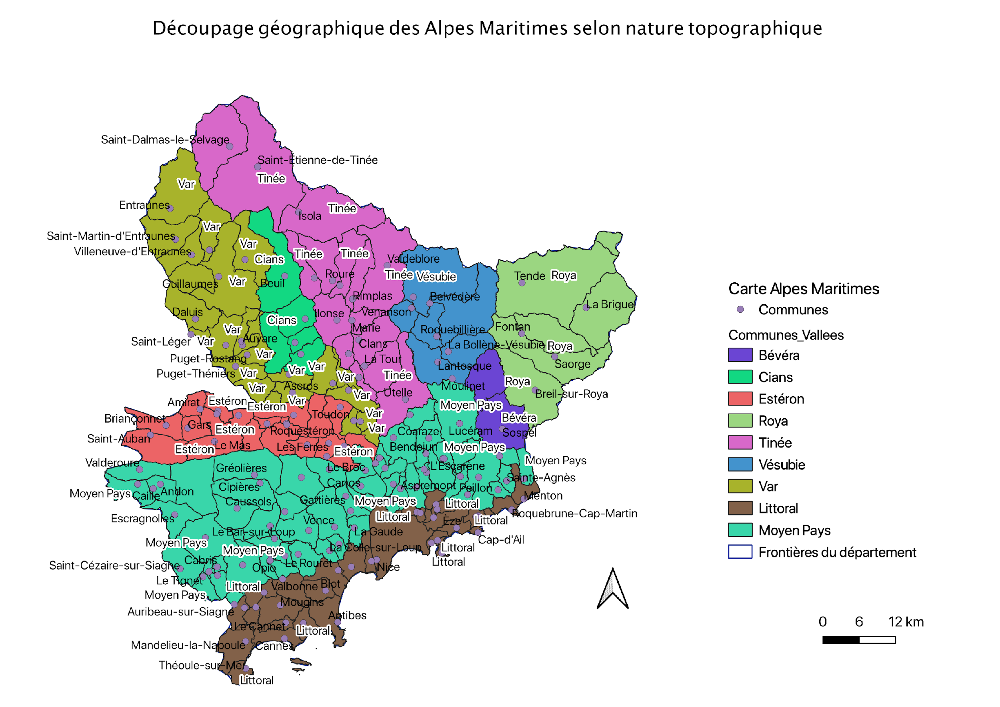 Découpage géographique des Alpes Maritimes selon nature topographique
Saint-Dalmas-le-Selvage
Saint-Etienne-de-Tinée
Tinée
Var
Entraunes
Tinée
Isola
Var
Saint-Martin-d'Entraunes
Var
Villeneuve-d'Entraunes
Cians
Tinée
Tinée
Valdeblore
Roure
Tinée
Vésubie
Tende
Roya
Guillaumes
Var
Beuil
Rimplas
Belvédère
La Brigue
Daluis
Cians
Ilonse
Venanson
Var
Marie
Roquebillière
Fontan
Saint-Léger
Var
Auvare
Clans
La Bollène-Vésubie
Roya
Puget-Rostang
Var
La Tour
Lantosque
Saorge
Puget-Théniers
Var
Var
Var
Var
Tinée
Var
Ascros
Moulinet
Roya
Utelle
Var
Breil-sur-Roya
Amirat
Estéron
Estéron
Var
Moyen Pays
Briançonnet
Toudon
Var
Bévéra
Gars
Estéron
Roquestéron
Var
Coaraze
Lucéram
Sospel
Saint-Auban
Estéron
Le Mas
Les Ferres
Estéron
Bendejun
Moyen Pays
Valderoure
Gréolières
Le Broc
L'Escarène
Moyen Pays
Cipières
Carros
Aspremont
Peillon
Sainte-Agnès
Moyen Pays
Caille
Andon
Caussols
Gattières
Moyen Pays
Littoral
Menton
Escragnolles
Vence
Littoral
Èze
Littoral
Roquebrune-Cap-Martin
Le Bar-sur-Loup
La Gaude
Cap-d'Ail
Moyen Pays
Moyen Pays
La Colle-sur-Loup
Littoral
Saint-Cézaire-sur-Siagne
Cabris
Opio
Le Rouret
Nice
Littoral
Le Tignet
Littoral
Valbonne
Biot
Moyen Pays
Mougins
Auribeau-sur-Siagne
Antibes
Le Cannet
Littoral
Mandelieu-la-Napoule
Cannes
Théoule-sur-Mer
Littoral
Carte Alpes Maritimes
Communes
Communes_Vallees
Bévéra
Cians
Estéron
Roya
Tinée
Vésubie
Var
Littoral
Moyen Pays
Frontières du département
0 6 12 km